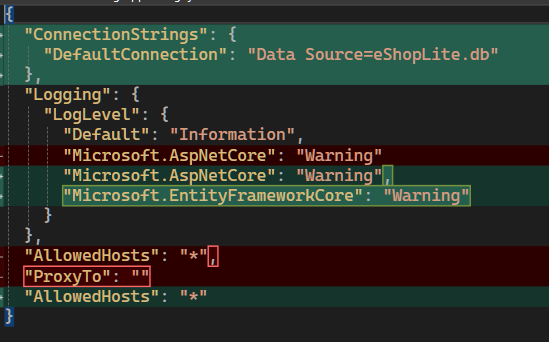 {
"ConnectionStrings": {
"DefaultConnection": "Data Source=eShopLite.db"
},
"Logging": {
"LogLevel": {
"Default": "Information",
"Microsoft.AspNetCore": "Warning"
"Microsoft.AspNetCore": "Warning",
"Microsoft.EntityFrameworkCore": "Warning"
}
},
"AllowedHosts": "*",
"ProxyTo": ""
"AllowedHosts": "*"
}